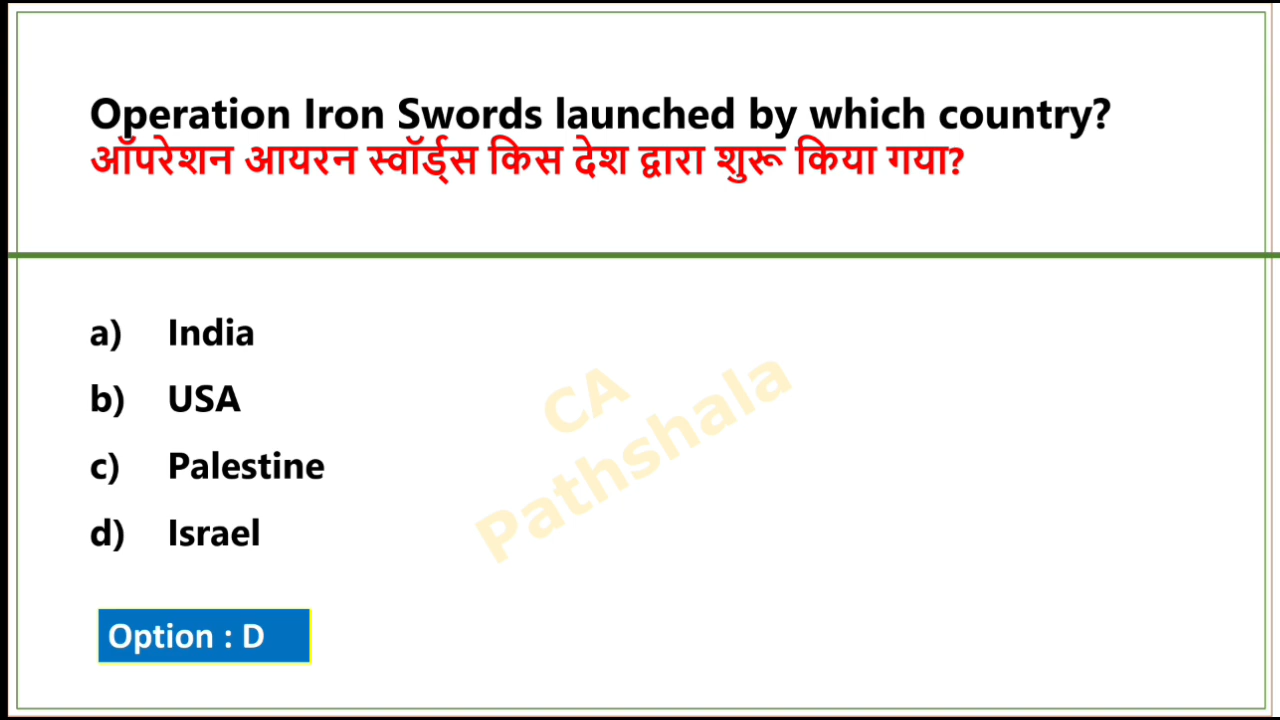 Operation Iron Swords launched by which country?
ऑपरेशन आयरन स्वॉर्ड्स किस देश द्वारा शुरू किया गया?
a) India
b) USA
c) Palestine
d) Israel
CA
Pathshala
Option : D